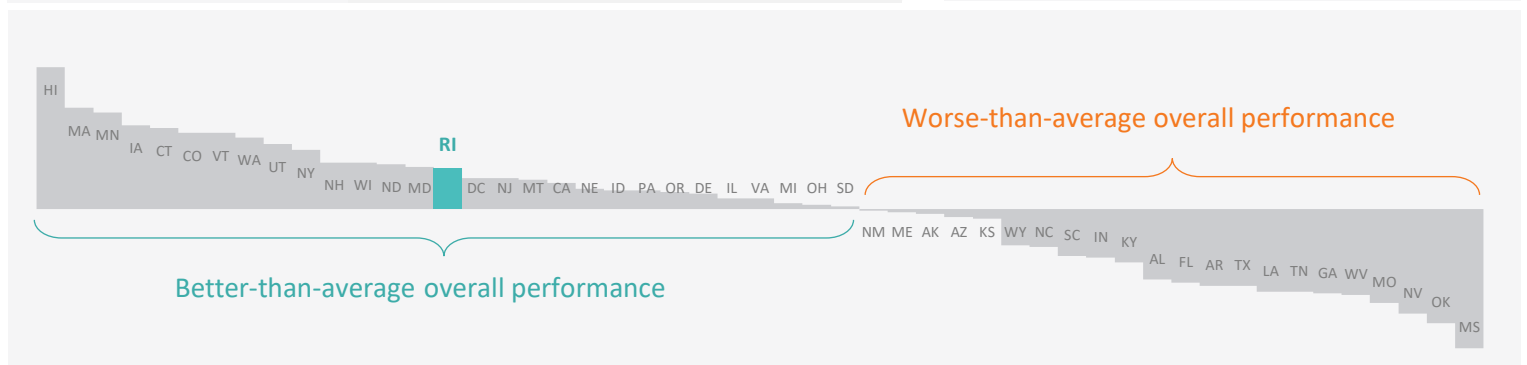 HI
MA MN IA CT CO VT WA UT NY NH WI ND MD RI DC NJ MT CA NE ID PA OR DE IL VA MI OH SD
Worse-than-average overall performance
NM ME AK AZ KS WY NC SC IN KY AL FL AR TX LA TN GA WV MO NV OK MS
Better-than-average overall performance